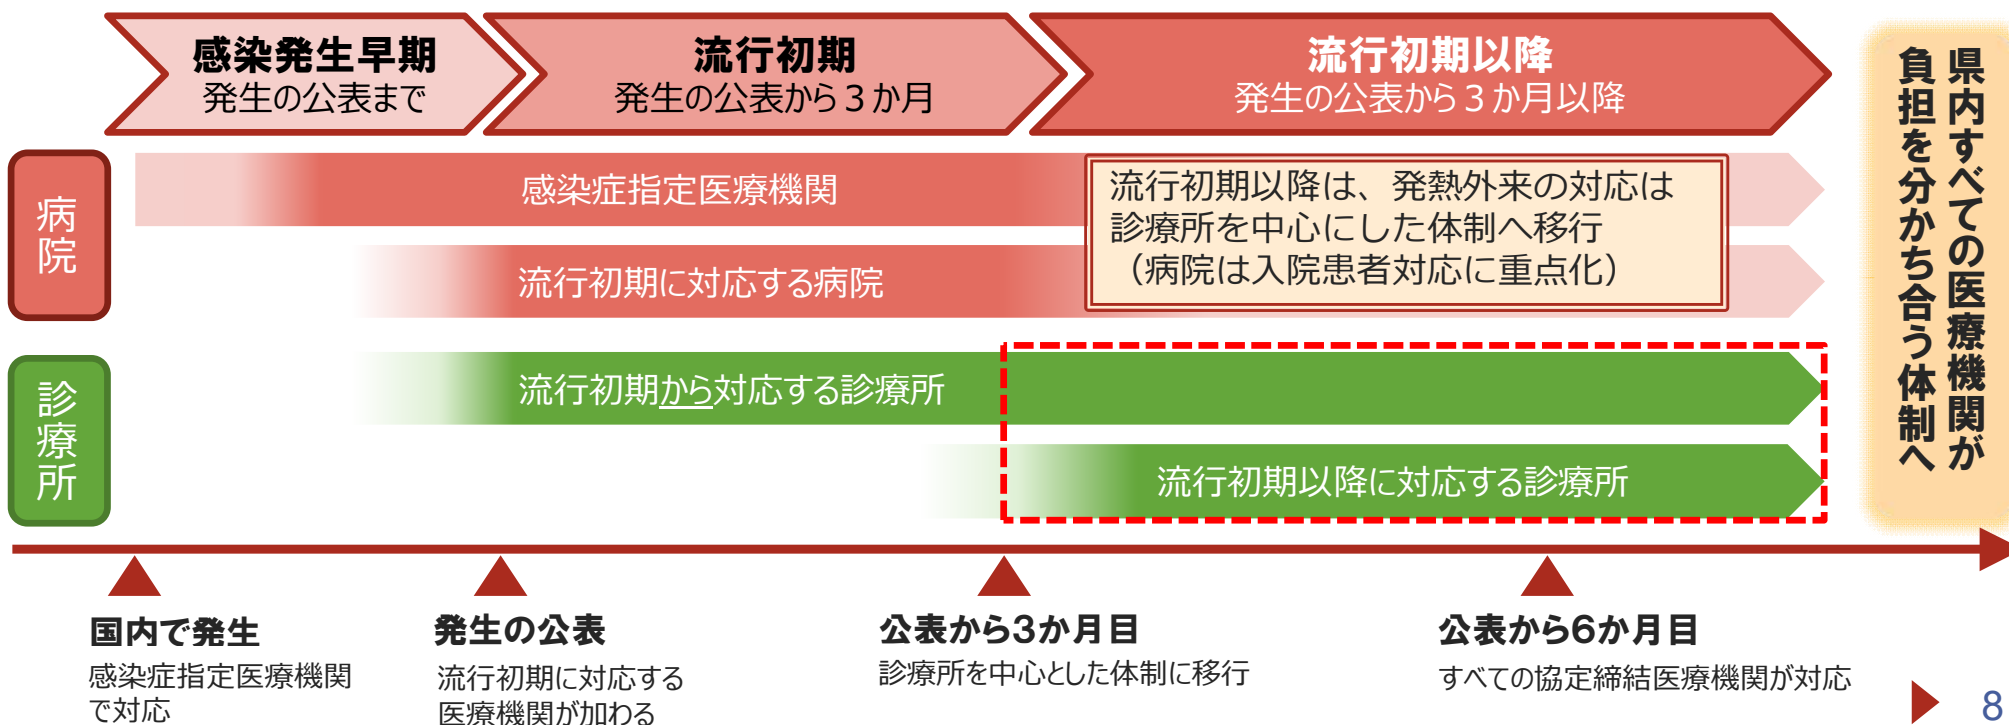 感染発生早期
発生の公表まで
流行初期
発生の公表から３か月
流行初期以降
発生の公表から３か月以降
県内すべての医療機関が
負担を分かち合う体制へ
病院
感染症指定医療機関
流行初期に対応する病院
流行初期以降は、発熱外来の対応は
診療所を中心にした体制へ移行
（病院は入院患者対応に重点化）
診療所
流行初期から対応する診療所
流行初期以降に対応する診療所
国内で発生
感染症指定医療機関
で対応
発生の公表
流行初期に対応する
医療機関が加わる
公表から3か月目
診療所を中心とした体制に移行
公表から6か月目
すべての協定締結医療機関が対応
8